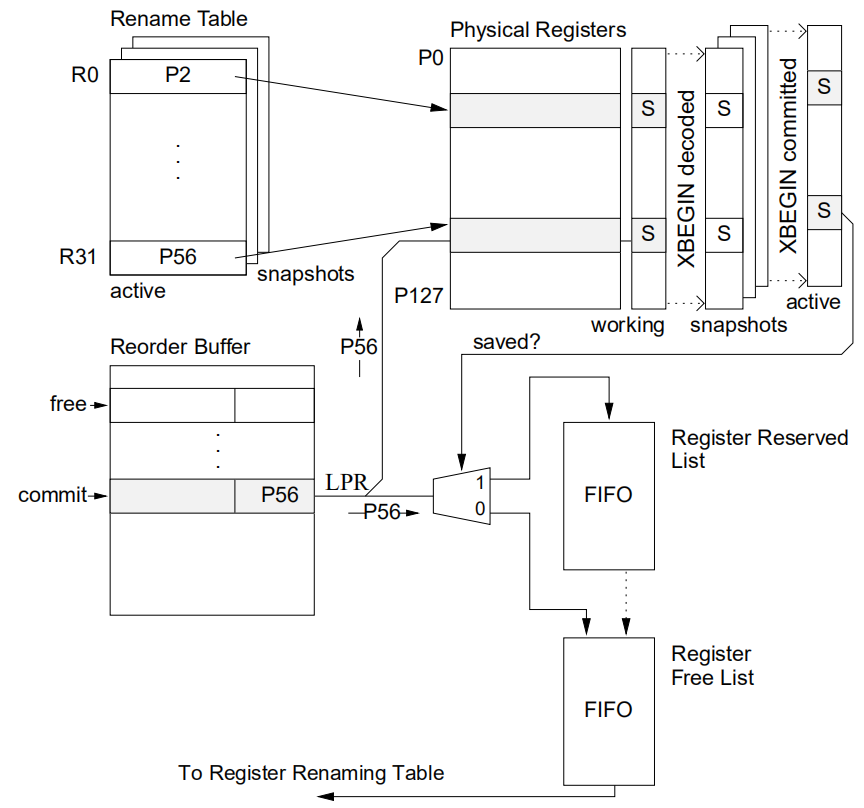 Rename Table
R0
P2
R31
P56
active
snapshots
Physical Registers
P0
P127
S
S
working
XBEGIN decoded
S
S
snapshots
XBEGIN committed
S
S
active
Reorder Buffer
free
commit
P56
P56
LPR
P56
saved?
1
0
FIFO
Register Reserved
List
FIFO
Register
Free List
To Register Renaming Table